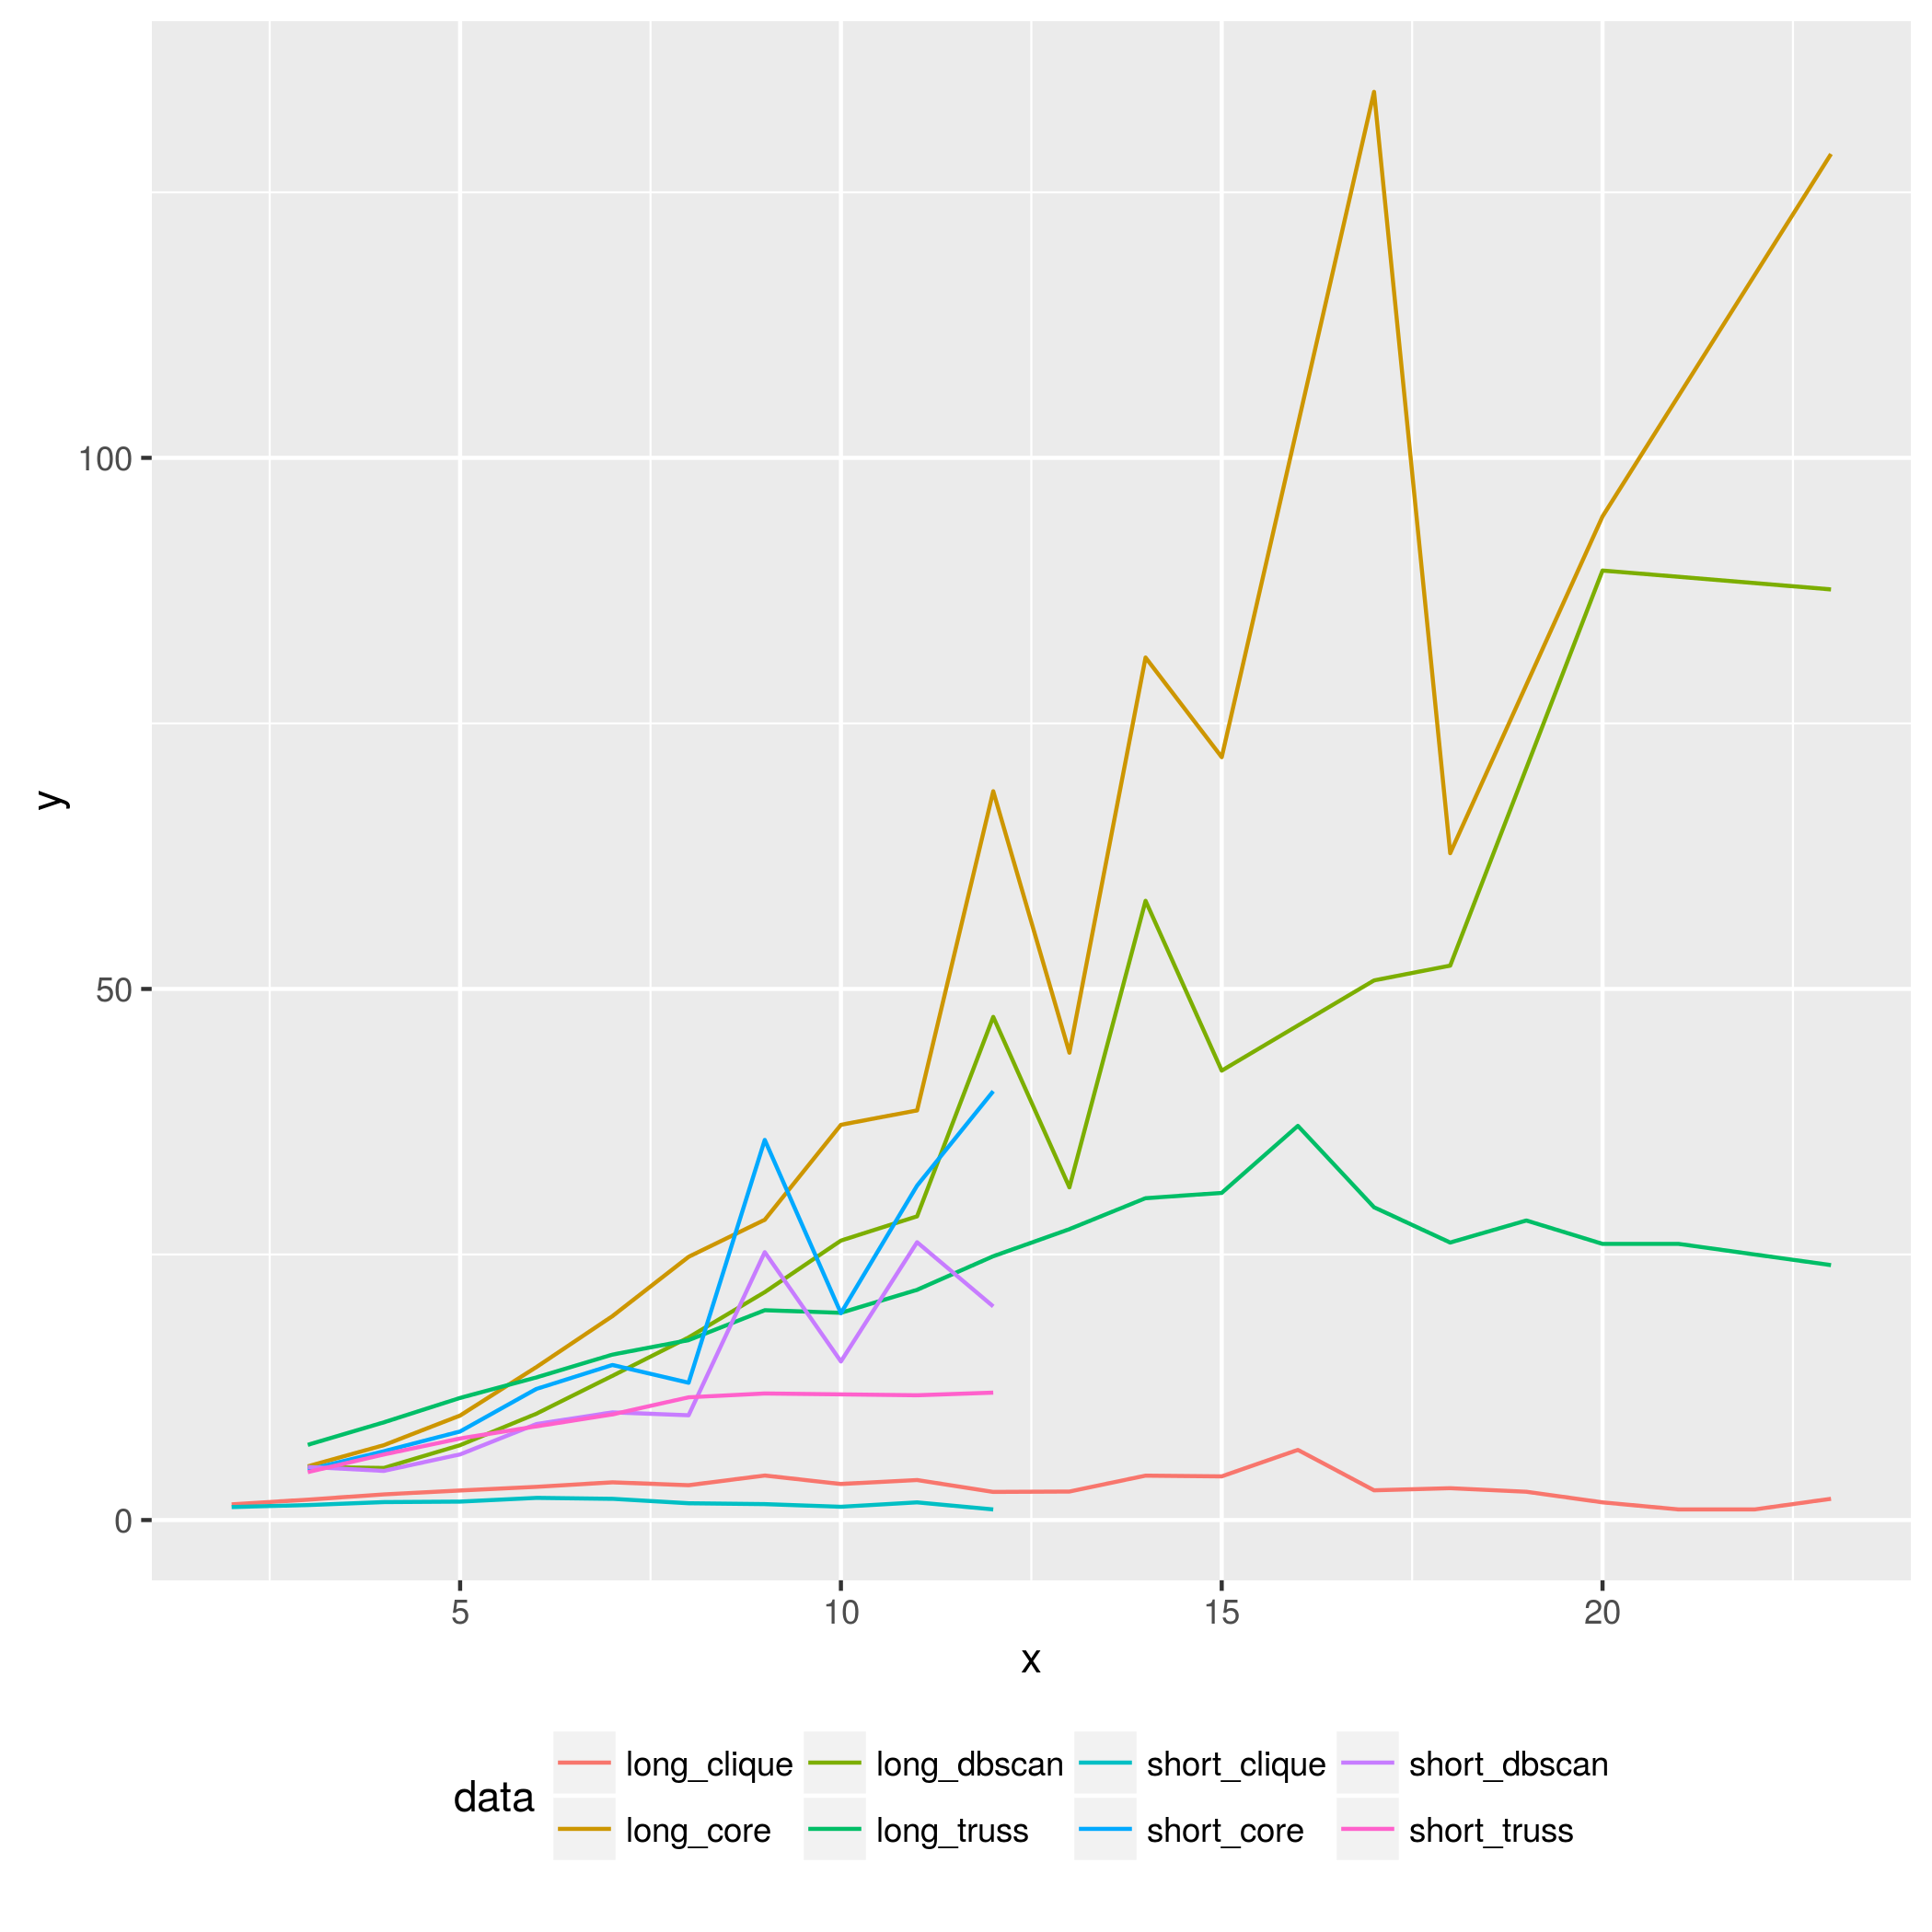 y
100
50
0
5 10 15 20
x
data
long_clique long_dbscan short_clique short_dbscan
long_core long_truss short_core short_truss